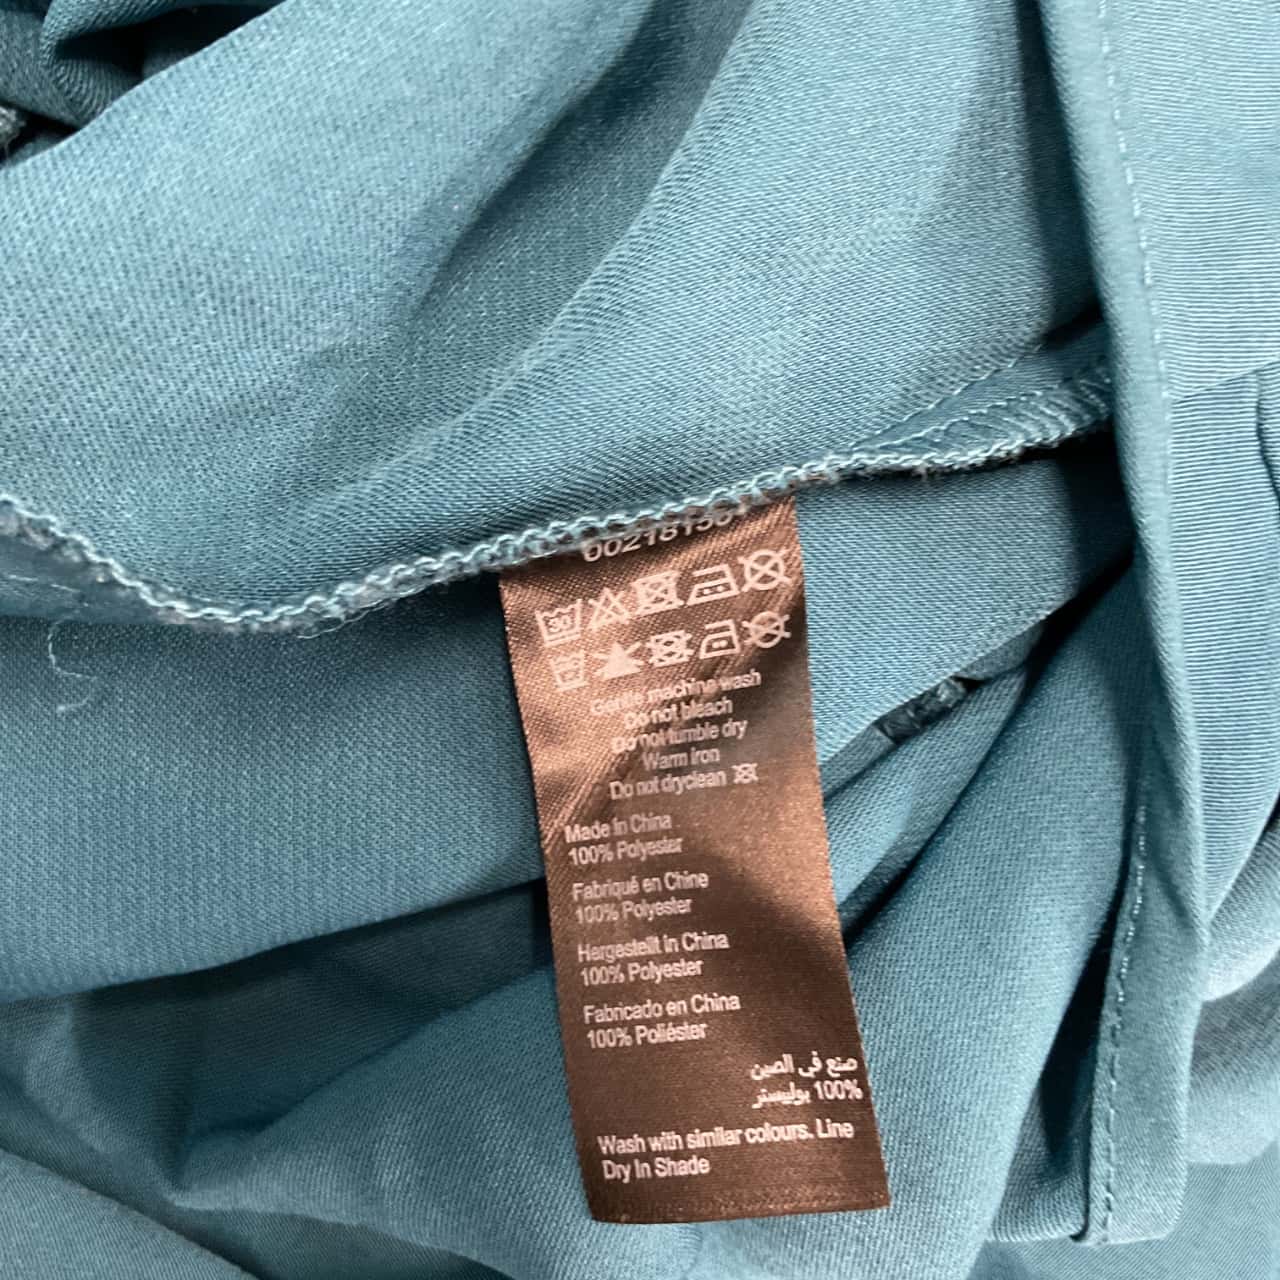 30
Gentle machine wash
Do not bleach
Do not tumble dry
Warm Iron
Do not dryclean
Made In China
100% Polyester
Fabriqué en Chine
100% Polyester
Hergestellt in China
100% Polyester
Fabricado en China
100% Poliéster
صنع في الصين
100% بوليستر
Wash with similar colours. Line
Dry In Shade